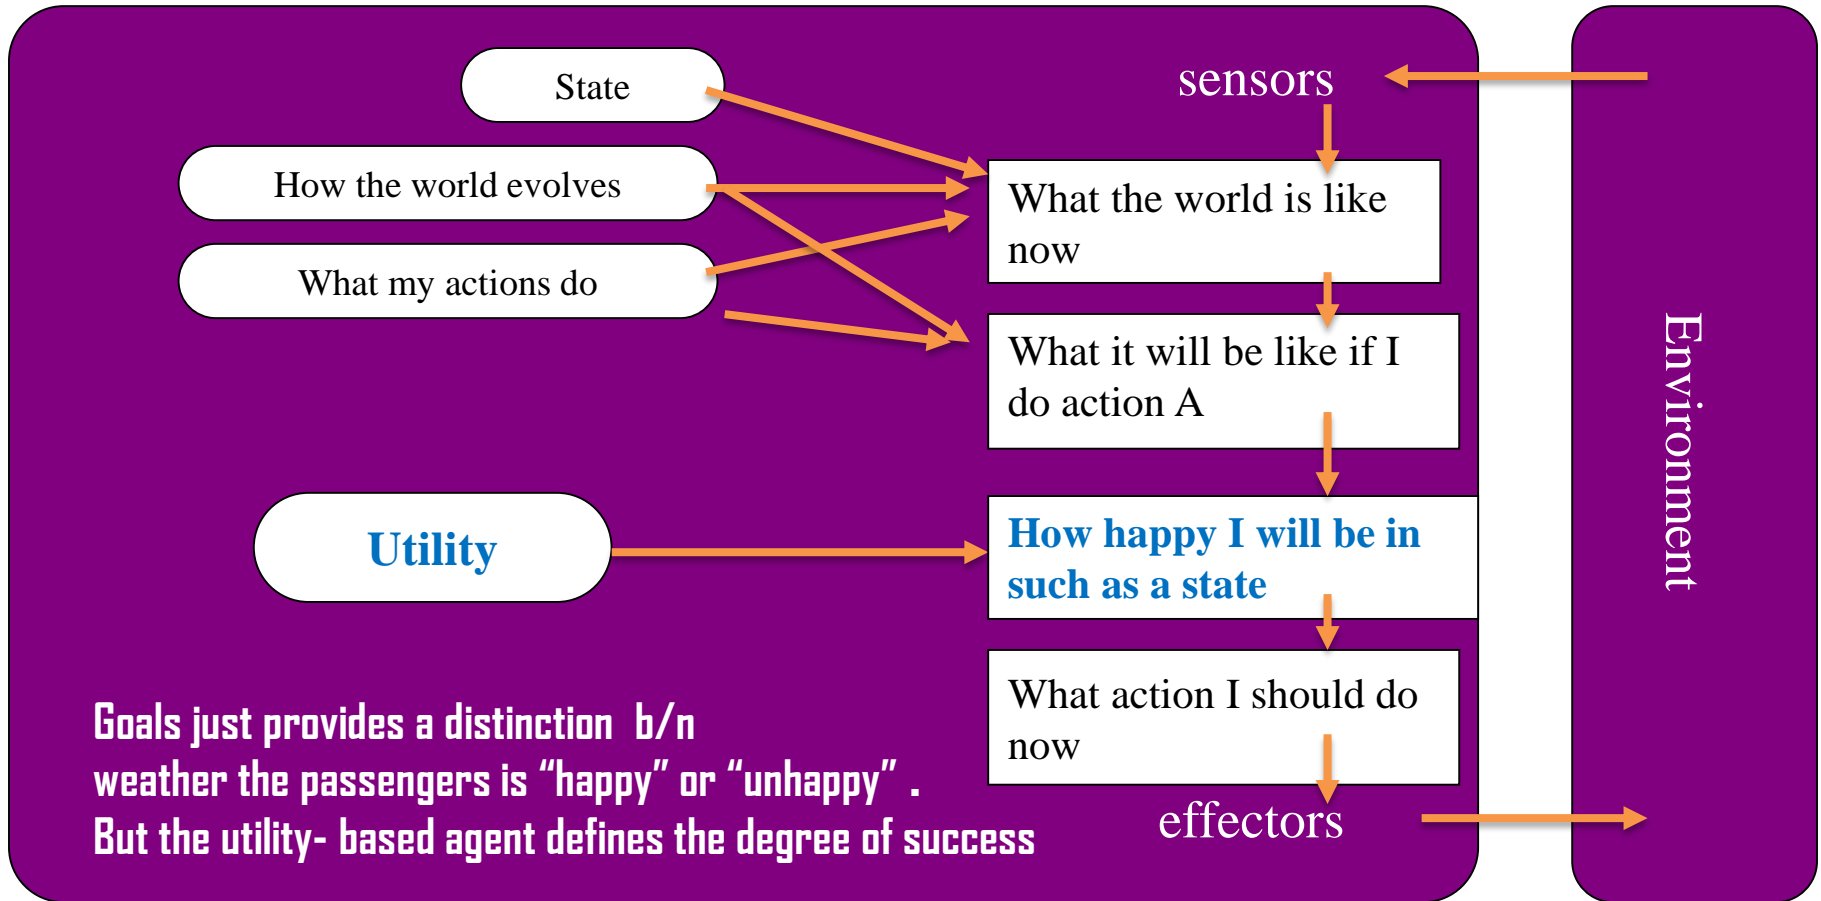 State
sensors
How the world evolves
What the world is like
now
What my actions do
What it will be like if I
do action A
Environment
Utility
How happy I will be in
such as a state
What action I should do
now
Goals just provides a distinction b/n
weather the passengers is “happy” or “unhappy” .
But the utility- based agent defines the degree of success
effectors